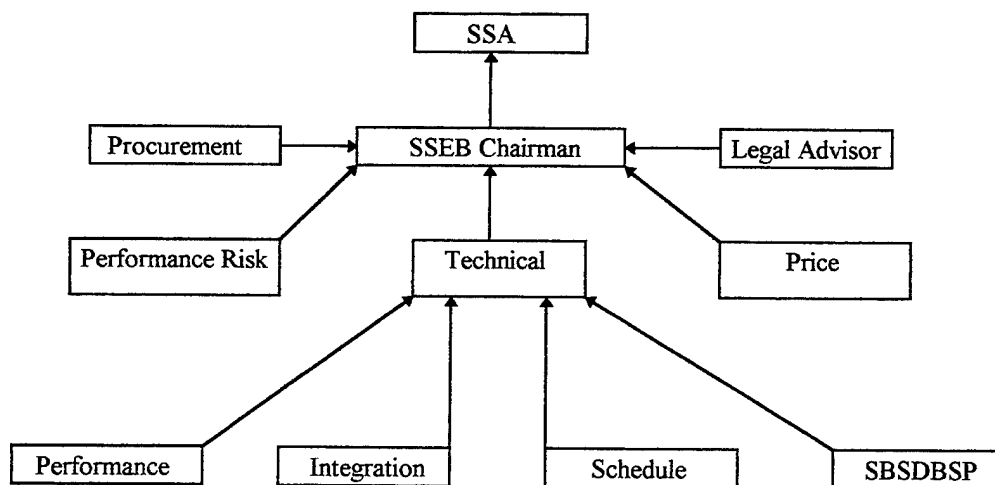 SSA
Procurement
SSEB Chairman
Legal Advisor
Performance Risk
Technical
Price
Performance
Integration
Schedule
SBSDBSP